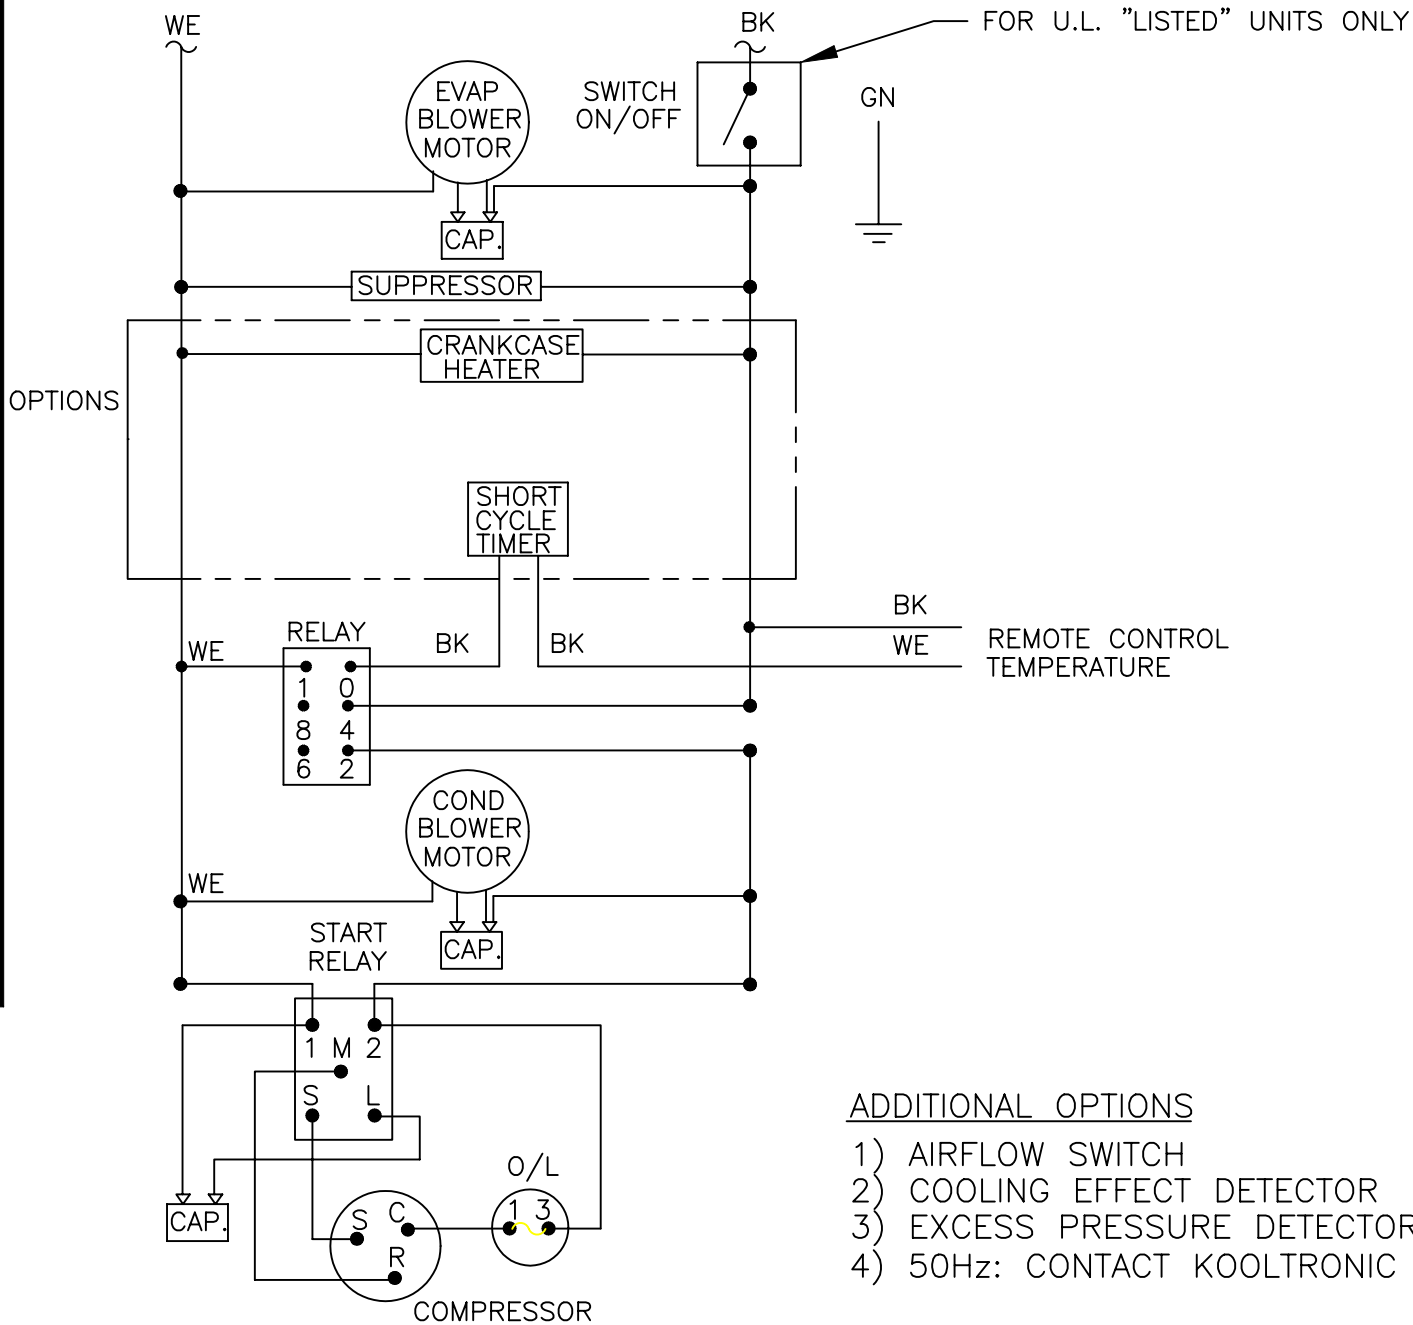 WE
BK
FOR U.L. "LISTED" UNITS ONLY
EVAP
BLOWER
MOTOR
SWITCH
ON/OFF
GN
CAP.
SUPPRESSOR
CRANKCASE
HEATER
OPTIONS
SHORT
CYCLE
TIMER
BK
RELAY
WE
BK
BK
WE
REMOTE CONTROL
TEMPERATURE
1 0
8 4
6 2
COND
BLOWER
MOTOR
WE
START
RELAY
CAP.
1 M 2
S L
ADDITIONAL OPTIONS
1) AIRFLOW SWITCH
2) COOLING EFFECT DETECTOR
3) EXCESS PRESSURE DETECTOR
4) 50Hz: CONTACT KOOLTRONIC
O/L
1 3
CAP.
S C
R
COMPRESSOR